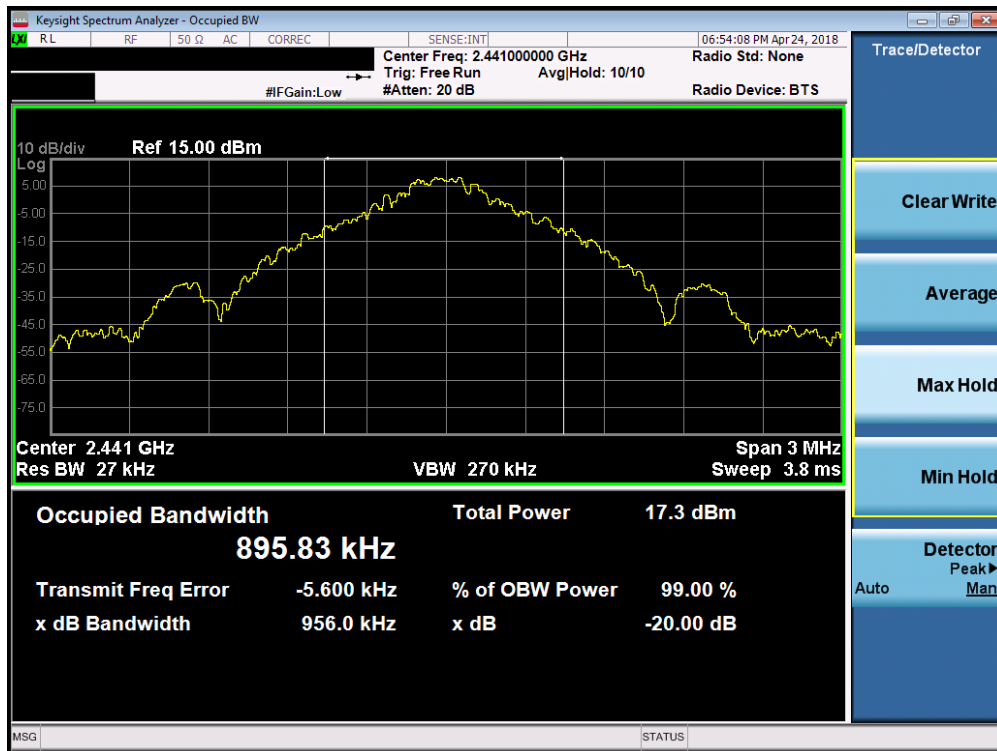 Keysight Spectrum Analyzer - Occupied BW
LXI RL RF 50 Ω AC CORREC SENSE:INT 06:54:08 PM Apr 24, 2018
Center Freq: 2.441000000 GHz Radio Std: None
Trig: Free Run Avg|Hold: 10/10
#IFGain:Low #Atten: 20 dB Radio Device: BTS
10 dB/div Ref 15.00 dBm
Log
5.00
-5.00
-15.0
-25.0
-35.0
-45.0
-55.0
-65.0
-75.0
Center 2.441 GHz Span 3 MHz
Res BW 27 kHz VBW 270 kHz Sweep 3.8 ms
Occupied Bandwidth Total Power 17.3 dBm
895.83 kHz
Transmit Freq Error -5.600 kHz % of OBW Power 99.00 %
x dB Bandwidth 956.0 kHz x dB -20.00 dB
MSG STATUS
Trace/Detector
Clear Write
Average
Max Hold
Min Hold
Detector
Peak▶
Auto Man